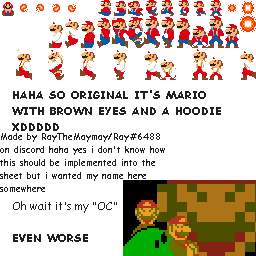 HAHA SO ORIGINAL IT'S MARIO
WITH BROWN EYES AND A HOODIE
XDDDDD
Made by RayTheMaymay/Ray#6488
on discord haha yes i don't know how
this should be implemented into the
sheet but i wanted my name here
somewhere
Oh wait it's my "OC"
EVEN WORSE